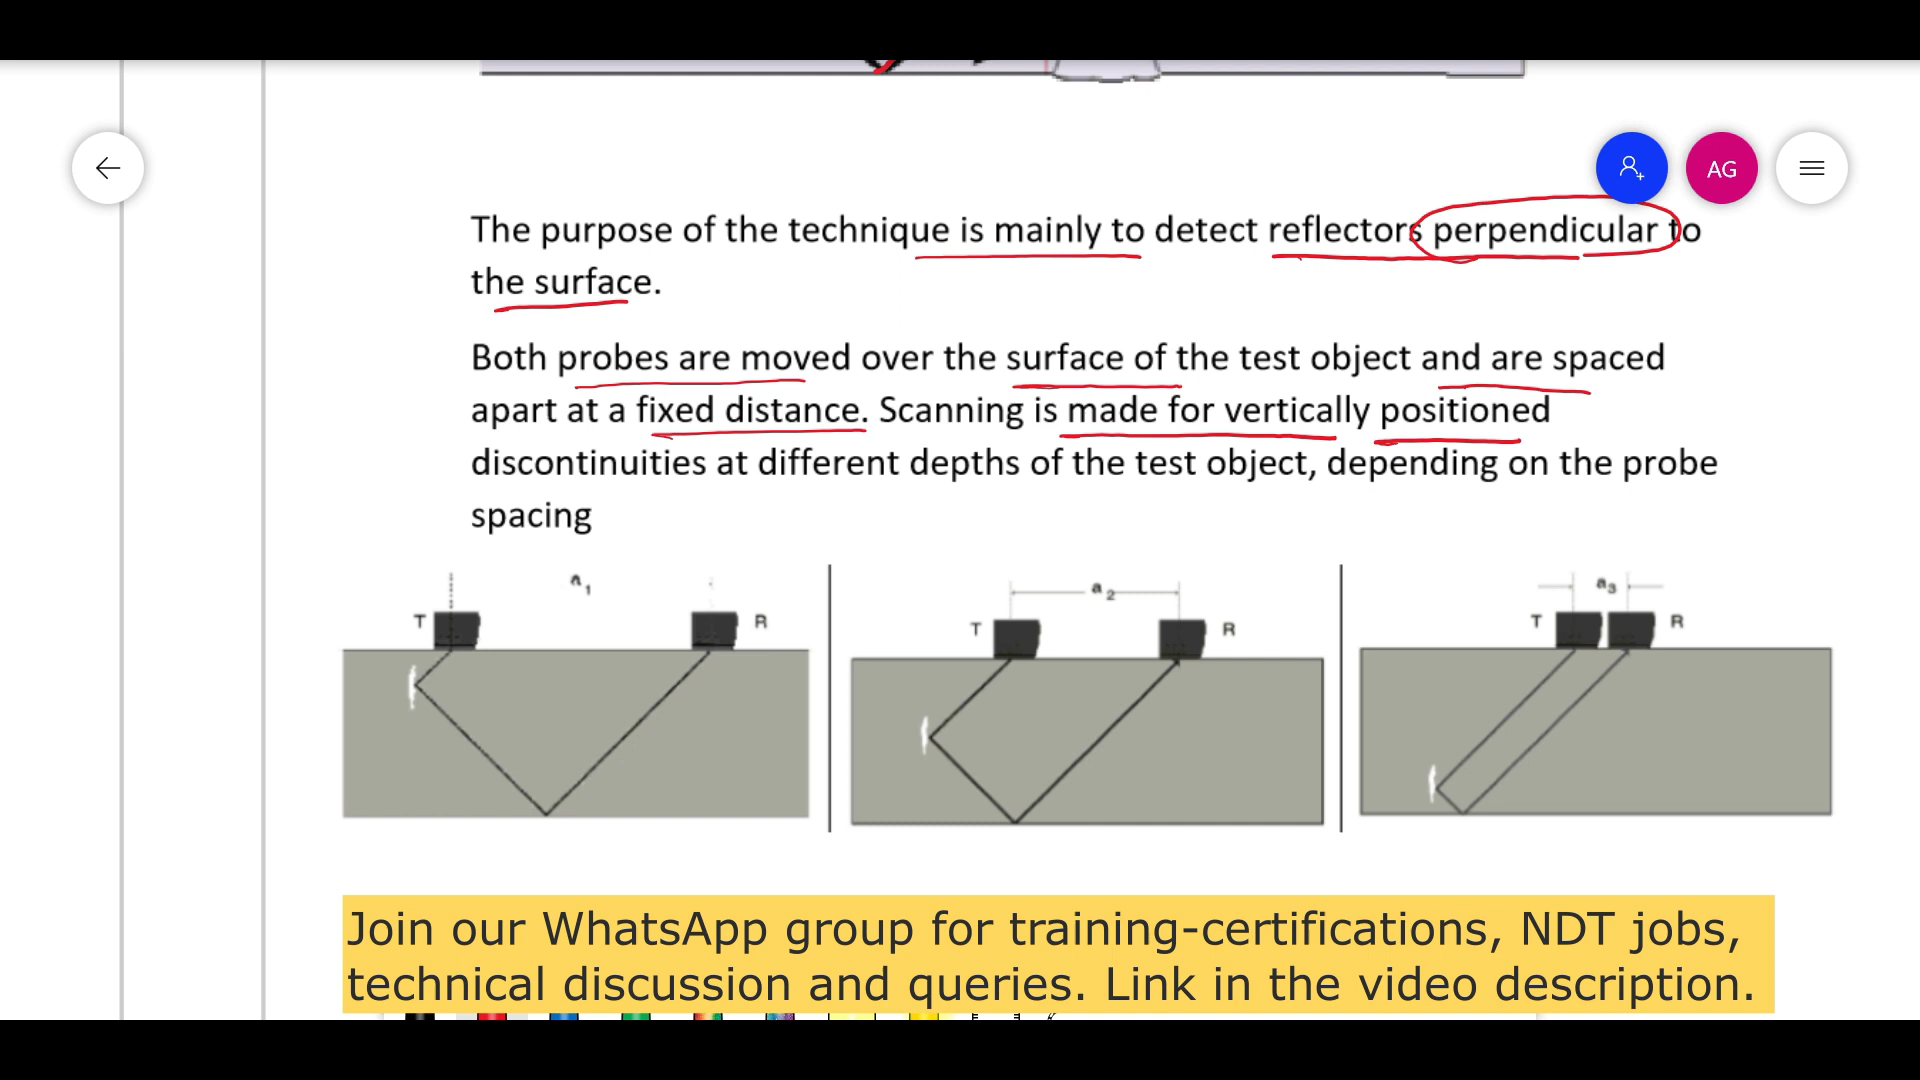 AG
The purpose of the technique is mainly to detect reflectors perpendicular to
the surface.
Both probes are moved over the surface of the test object and are spaced
apart at a fixed distance. Scanning is made for vertically positioned
discontinuities at different depths of the test object, depending on the probe
spacing
a1
T R
a2
T R
a3
T R
Join our WhatsApp group for training-certifications, NDT jobs,
technical discussion and queries. Link in the video description.